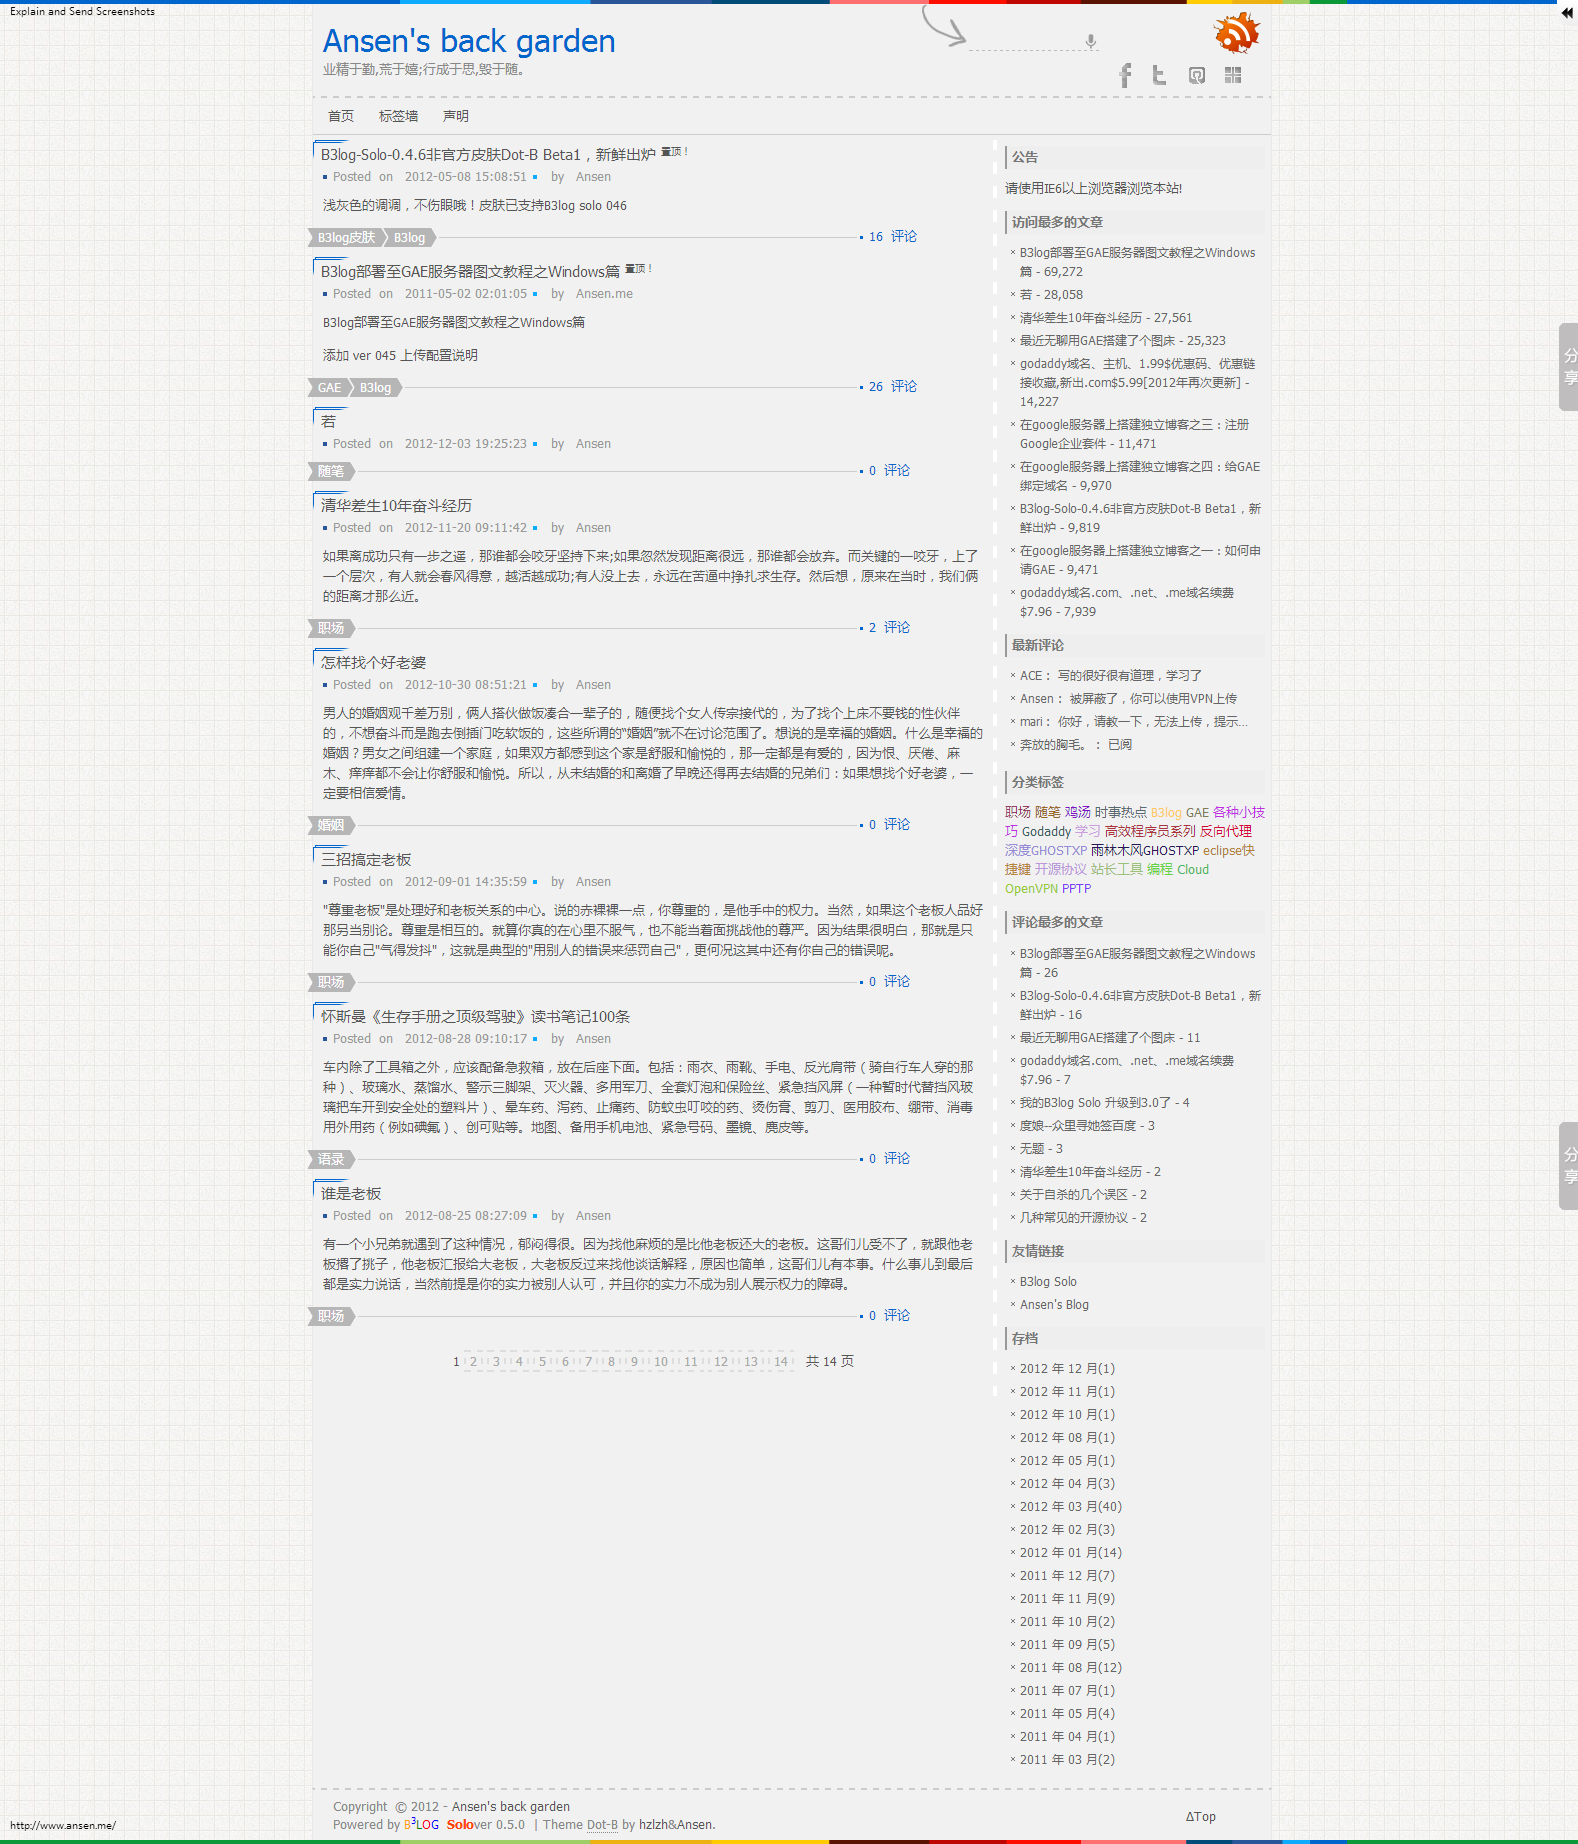 Explain and Send Screenshots
Ansen's back garden
业精于勤,荒于嬉;行成于思,毁于随。
首页 标签墙 声明
B3log-Solo-0.4.6非官方皮肤Dot-B Beta1，新鲜出炉 置顶！
Posted on 2012-05-08 15:08:51 by Ansen
浅灰色的调调，不伤眼哦！皮肤已支持B3log solo 046
B3log皮肤 B3log 16 评论
B3log部署至GAE服务器图文教程之Windows篇 置顶！
Posted on 2011-05-02 02:01:05 by Ansen.me
B3log部署至GAE服务器图文教程之Windows篇
添加 ver 045 上传配置说明
GAE B3log 26 评论
若
Posted on 2012-12-03 19:25:23 by Ansen
随笔 0 评论
清华差生10年奋斗经历
Posted on 2012-11-20 09:11:42 by Ansen
如果离成功只有一步之遥，那谁都会咬牙坚持下来;如果忽然发现距离很远，那谁都会放弃。而关键的一咬牙，上了
一个层次，有人就会春风得意，越活越成功;有人没上去，永远在苦逼中挣扎求生存。然后想，原来在当时，我们俩
的距离才那么近。
职场 2 评论
怎样找个好老婆
Posted on 2012-10-30 08:51:21 by Ansen
男人的婚姻观千差万别，俩人搭伙做饭凑合一辈子的，随便找个女人传宗接代的，为了找个上床不要钱的性伙伴
的，不想奋斗而是跑去倒插门吃软饭的，这些所谓的“婚姻”就不在讨论范围了。想说的是幸福的婚姻。什么是幸福的
婚姻？男女之间组建一个家庭，如果双方都感到这个家是舒服和愉悦的，那一定都是有爱的，因为恨、厌倦、麻
木、痒痒都不会让你舒服和愉悦。所以，从未结婚的和离婚了早晚还得再去结婚的兄弟们：如果想找个好老婆，一
定要相信爱情。
婚姻 0 评论
三招搞定老板
Posted on 2012-09-01 14:35:59 by Ansen
"尊重老板"是处理好和老板关系的中心。说的赤裸裸一点，你尊重的，是他手中的权力。当然，如果这个老板人品好
那另当别论。尊重是相互的。就算你真的在心里不服气，也不能当着面挑战他的尊严。因为结果很明白，那就是只
能你自己"气得发抖"，这就是典型的"用别人的错误来惩罚自己"，更何况这其中还有你自己的错误呢。
职场 0 评论
怀斯曼《生存手册之顶级驾驶》读书笔记100条
Posted on 2012-08-28 09:10:17 by Ansen
车内除了工具箱之外，应该配备急救箱，放在后座下面。包括：雨衣、雨靴、手电、反光肩带（骑自行车人穿的那
种）、玻璃水、蒸馏水、警示三脚架、灭火器、多用军刀、全套灯泡和保险丝、紧急挡风屏（一种暂时代替挡风玻
璃把车开到安全处的塑料片）、晕车药、泻药、止痛药、防蚊虫叮咬的药、烫伤膏、剪刀、医用胶布、绷带、消毒
用外用药（例如碘氟）、创可贴等。地图、备用手机电池、紧急号码、墨镜、麂皮等。
语录 0 评论
谁是老板
Posted on 2012-08-25 08:27:09 by Ansen
有一个小兄弟就遇到了这种情况，郁闷得很。因为找他麻烦的是比他老板还大的老板。这哥们儿受不了，就跟他老
板撂了挑子，他老板汇报给大老板，大老板反过来找他谈话解释，原因也简单，这哥们儿有本事。什么事儿到最后
都是实力说话，当然前提是你的实力被别人认可，并且你的实力不成为别人展示权力的障碍。
职场 0 评论
1 2 3 4 5 6 7 8 9 10 11 12 13 14 共 14 页
公告
请使用IE6以上浏览器浏览本站!
访问最多的文章
B3log部署至GAE服务器图文教程之Windows
篇 - 69,272
若 - 28,058
清华差生10年奋斗经历 - 27,561
最近无聊用GAE搭建了个图床 - 25,323
godaddy域名、主机、1.99$优惠码、优惠链
接收藏,新出.com$5.99[2012年再次更新] -
14,227
在google服务器上搭建独立博客之三：注册
Google企业套件 - 11,471
在google服务器上搭建独立博客之四：给GAE
绑定域名 - 9,970
B3log-Solo-0.4.6非官方皮肤Dot-B Beta1，新
鲜出炉 - 9,819
在google服务器上搭建独立博客之一：如何申
请GAE - 9,471
godaddy域名.com、.net、.me域名续费
$7.96 - 7,939
最新评论
ACE： 写的很好很有道理，学习了
Ansen： 被屏蔽了，你可以使用VPN上传
mari： 你好，请教一下，无法上传，提示...
奔放的胸毛。： 已阅
分类标签
职场 随笔 鸡汤 时事热点 B3log GAE 各种小技
巧 Godaddy 学习 高效程序员系列 反向代理
深度GHOSTXP 雨林木风GHOSTXP eclipse快
捷键 开源协议 站长工具 编程 Cloud
OpenVPN PPTP
评论最多的文章
B3log部署至GAE服务器图文教程之Windows
篇 - 26
B3log-Solo-0.4.6非官方皮肤Dot-B Beta1，新
鲜出炉 - 16
最近无聊用GAE搭建了个图床 - 11
godaddy域名.com、.net、.me域名续费
$7.96 - 7
我的B3log Solo 升级到3.0了 - 4
度娘--众里寻她签百度 - 3
无题 - 3
清华差生10年奋斗经历 - 2
关于自杀的几个误区 - 2
几种常见的开源协议 - 2
友情链接
B3log Solo
Ansen's Blog
存档
2012 年 12 月(1)
2012 年 11 月(1)
2012 年 10 月(1)
2012 年 08 月(1)
2012 年 05 月(1)
2012 年 04 月(3)
2012 年 03 月(40)
2012 年 02 月(3)
2012 年 01 月(14)
2011 年 12 月(7)
2011 年 11 月(9)
2011 年 10 月(2)
2011 年 09 月(5)
2011 年 08 月(12)
2011 年 07 月(1)
2011 年 05 月(4)
2011 年 04 月(1)
2011 年 03 月(2)
分
享
分
享
Copyright © 2012 - Ansen's back garden
Powered by B3LOG Solover 0.5.0 | Theme Dot-B by hzlzh&Ansen.
ΔTop
http://www.ansen.me/